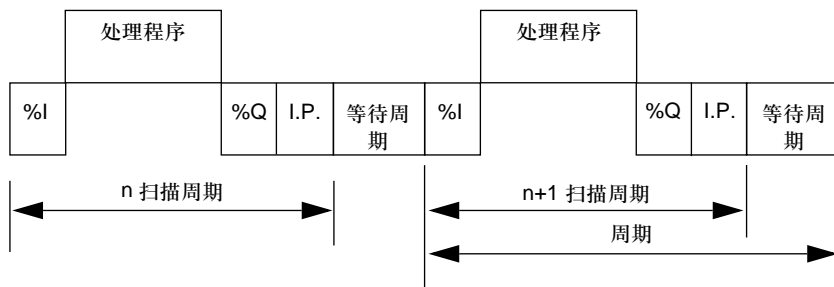 处理程序
处理程序
%I
%Q
I.P.
等待周
期
%I
%Q
I.P.
等待周
期
n 扫描周期
n+1 扫描周期
周期